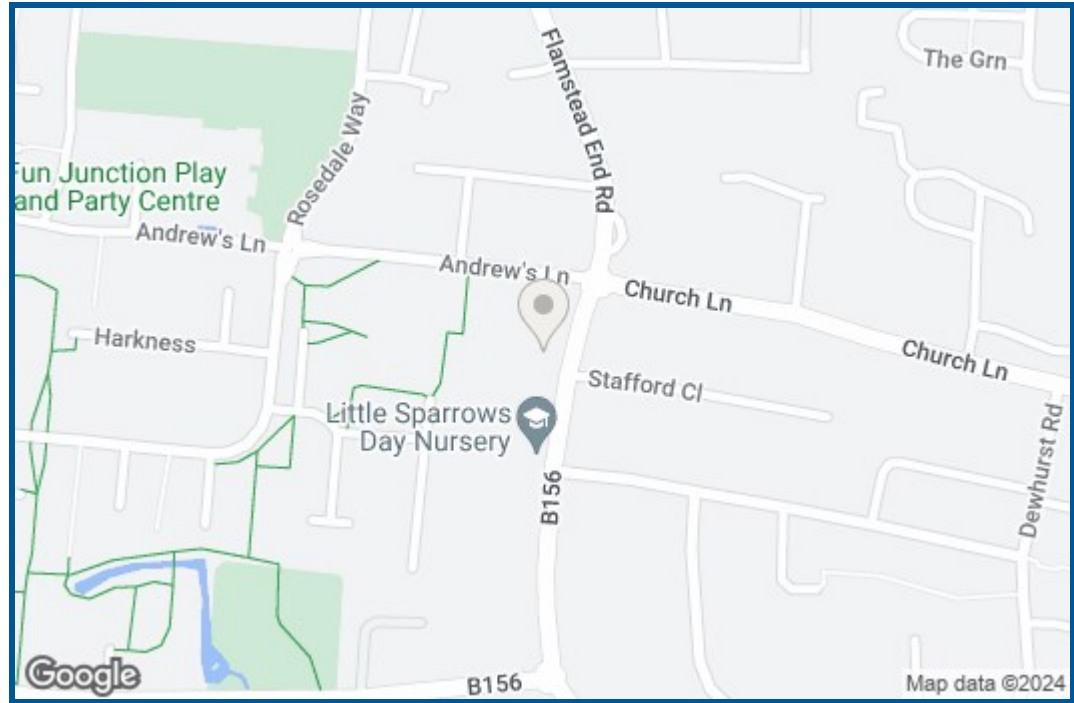 The Grn
Flamstead End Rd
Rosedale Way
Fun Junction Play
and Party Centre
Andrew's Ln
Andrew's Ln
Church Ln
Harkness
Church Ln
Stafford Cl
Little Sparrows
Day Nursery
Dewhurst Rd
B156
Google
B156
Map data ©2024